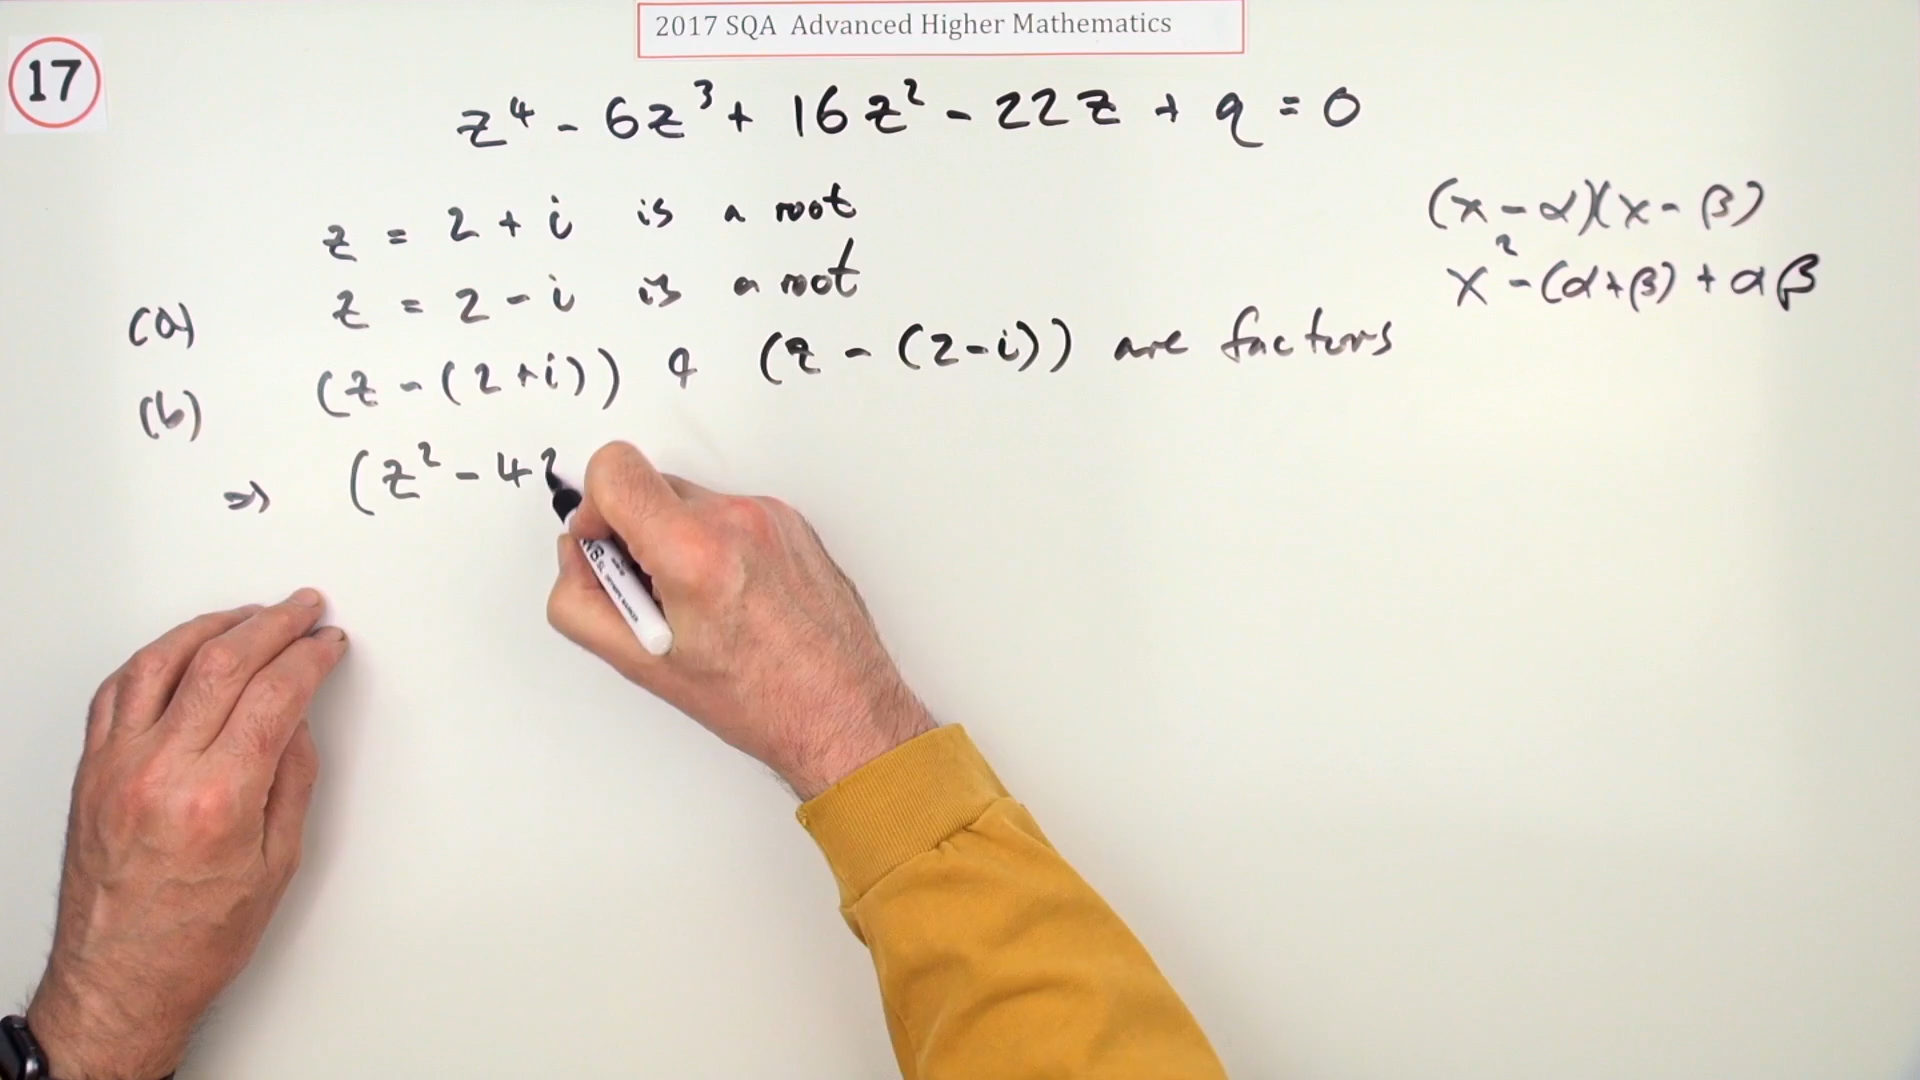 2017 SQA Advanced Higher Mathematics
17
z⁴ - 6z³ + 16z² - 22z + q = 0
z = 2 + i is a root
(a) z = 2 - i is a root
(b) (z - (2+i)) & (z - (2-i)) are factors
⇒ (z² - 4z
(x - α)(x - β)
x² - (α+β) + αβ